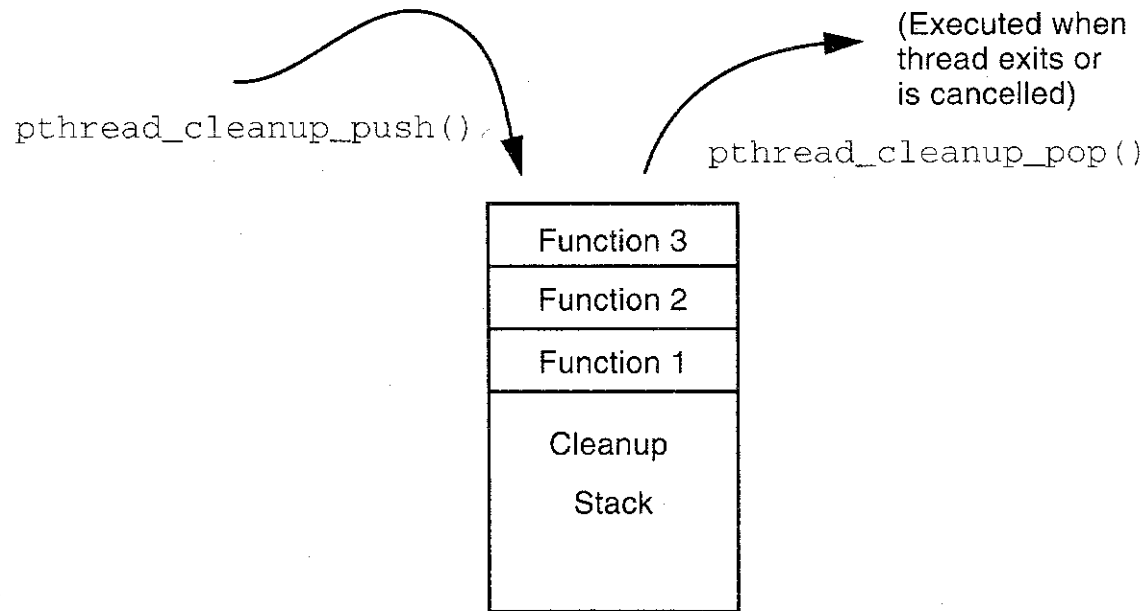 (Executed when
thread exits or
is cancelled)
pthread_cleanup_push()
pthread_cleanup_pop()
Function 3
Function 2
Function 1
Cleanup
Stack